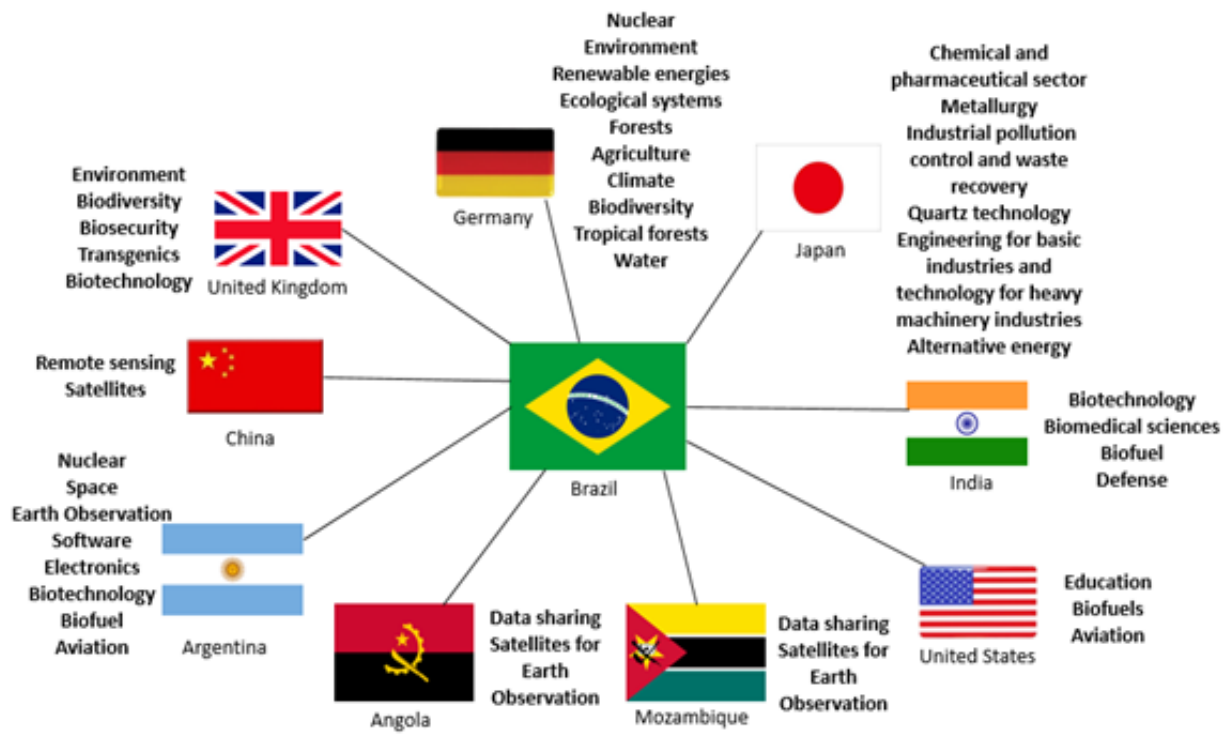 Nuclear
Environment
Renewable energies
Ecological systems
Forests
Agriculture
Climate
Biodiversity
Tropical forests
Water
Germany
Chemical and
pharmaceutical sector
Metallurgy
Industrial pollution
control and waste
recovery
Quartz technology
Engineering for basic
industries and
technology for heavy
machinery industries
Alternative energy
Japan
Environment
Biodiversity
Biosecurity
Transgenics
Biotechnology
United Kingdom
Remote sensing
Satellites
China
Brazil
Biotechnology
Biomedical sciences
Biofuel
Defense
India
Nuclear
Space
Earth Observation
Software
Electronics
Biotechnology
Biofuel
Aviation
Argentina
Data sharing
Satellites for
Earth
Observation
Angola
Data sharing
Satellites for
Earth
Observation
Mozambique
Education
Biofuels
Aviation
United States